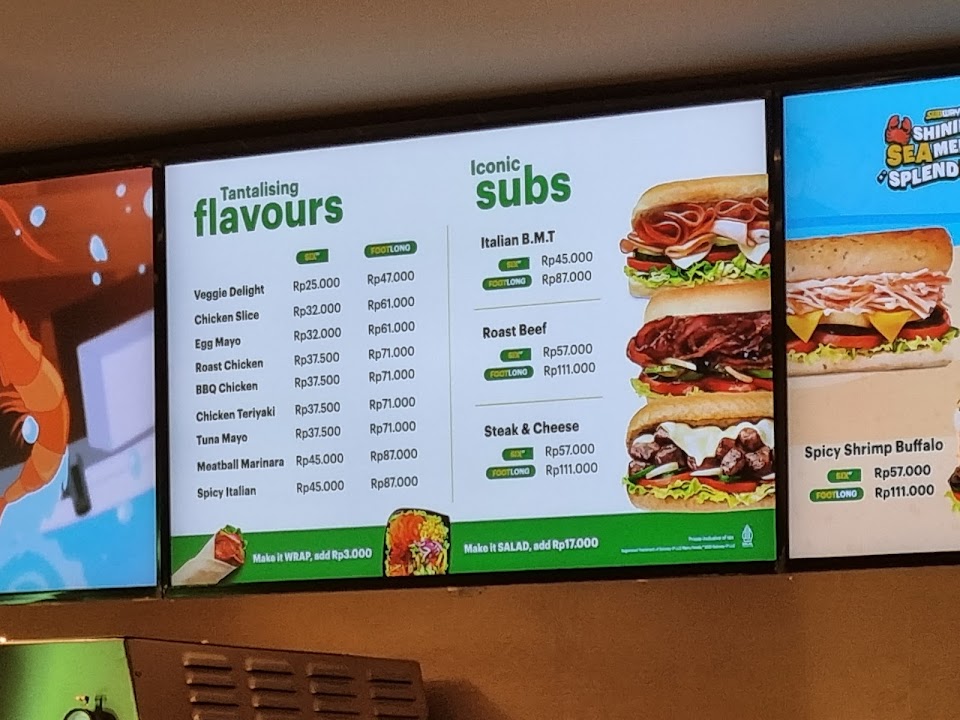 Tantalising
flavours
SIX"
FOOTLONG
Veggie Delight Rp25.000 Rp47.000
Chicken Slice Rp32.000 Rp61.000
Egg Mayo Rp32.000 Rp61.000
Roast Chicken Rp37.500 Rp71.000
BBQ Chicken Rp37.500 Rp71.000
Chicken Teriyaki Rp37.500 Rp71.000
Tuna Mayo Rp37.500 Rp71.000
Meatball Marinara Rp45.000 Rp87.000
Spicy Italian Rp45.000 Rp87.000
Iconic
subs
Italian B.M.T
SIX" Rp45.000
FOOTLONG Rp87.000
Roast Beef
SIX" Rp57.000
FOOTLONG Rp111.000
Steak & Cheese
SIX" Rp57.000
FOOTLONG Rp111.000
Make it WRAP, add Rp3.000
Make it SALAD, add Rp17.000
Prices inclusive of tax
SEA
SPLEND
Spicy Shrimp Buffalo
SIX" Rp57.000
FOOTLONG Rp111.000